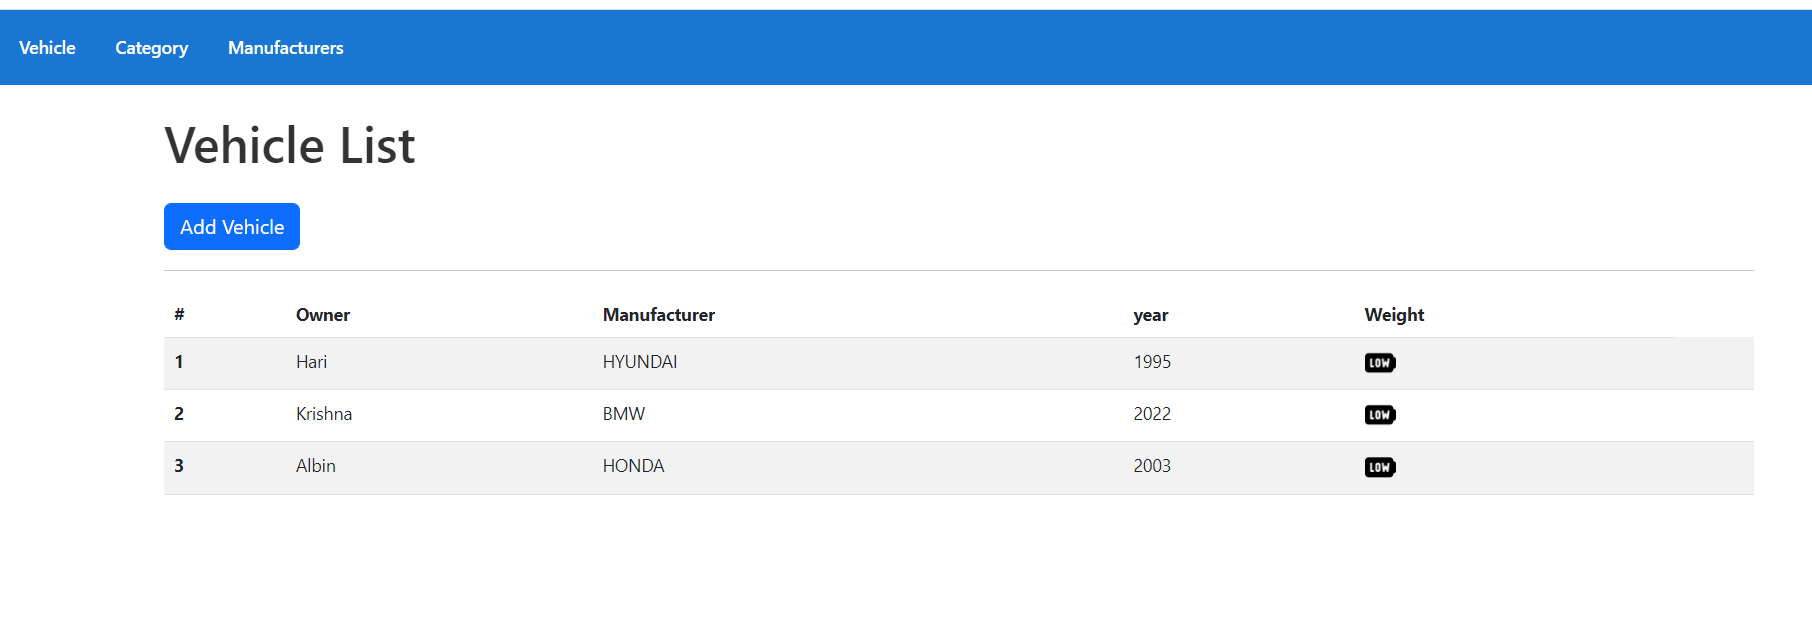 Vehicle Category Manufacturers
Vehicle List
Add Vehicle
# Owner Manufacturer year Weight
1 Hari HYUNDAI 1995 LOW
2 Krishna BMW 2022 LOW
3 Albin HONDA 2003 LOW